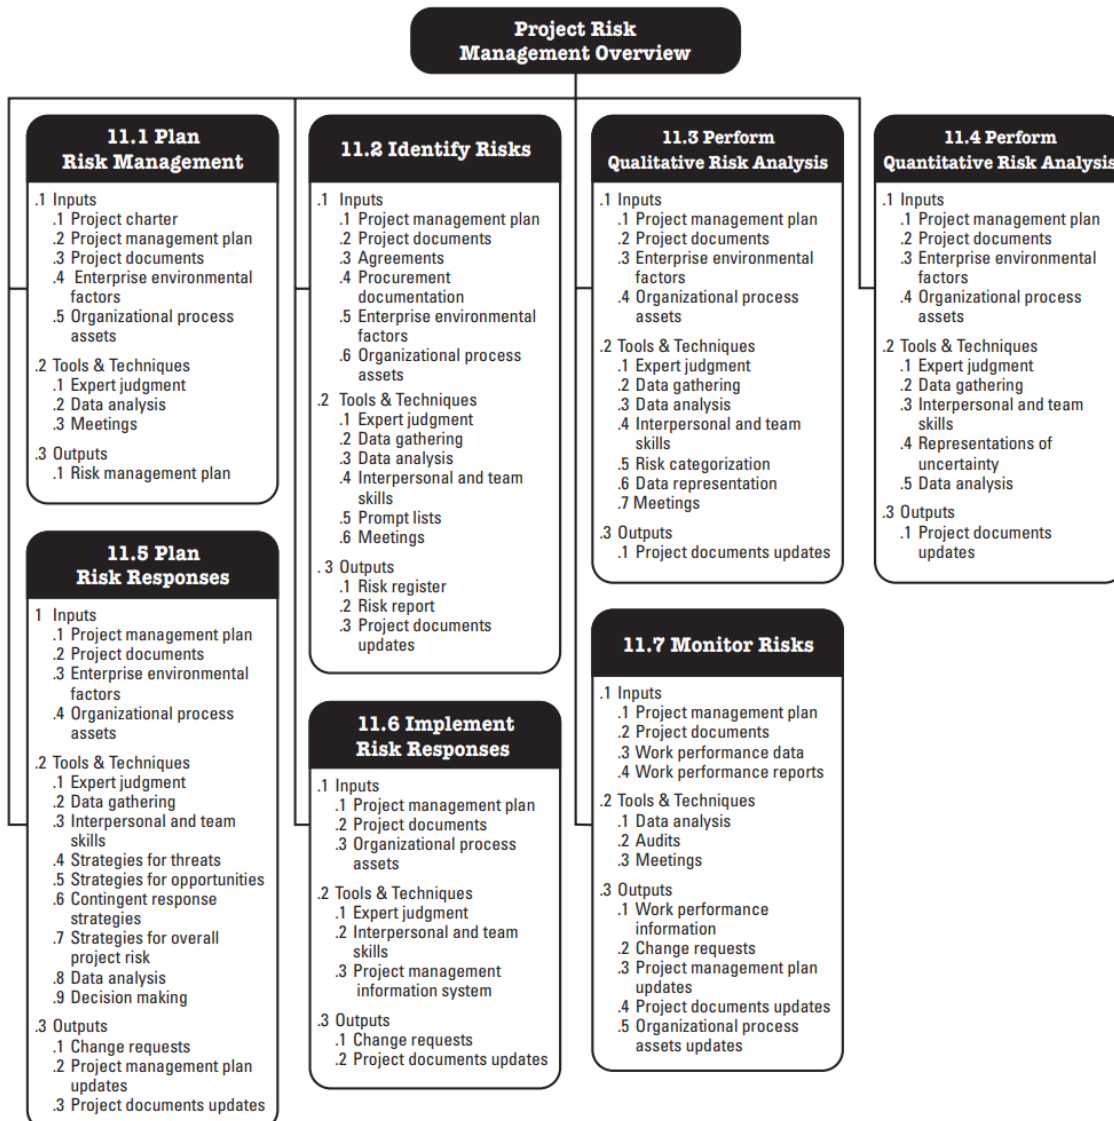 Project Risk
Management Overview
11.1 Plan
Risk Management
.1 Inputs
.1 Project charter
.2 Project management plan
.3 Project documents
.4 Enterprise environmental
factors
.5 Organizational process
assets
.2 Tools & Techniques
.1 Expert judgment
.2 Data analysis
.3 Meetings
.3 Outputs
.1 Risk management plan
11.2 Identify Risks
.1 Inputs
.1 Project management plan
.2 Project documents
.3 Agreements
.4 Procurement
documentation
.5 Enterprise environmental
factors
.6 Organizational process
assets
.2 Tools & Techniques
.1 Expert judgment
.2 Data gathering
.3 Data analysis
.4 Interpersonal and team
skills
.5 Prompt lists
.6 Meetings
. 3 Outputs
.1 Risk register
.2 Risk report
.3 Project documents
updates
11.3 Perform
Qualitative Risk Analysis
.1 Inputs
.1 Project management plan
.2 Project documents
.3 Enterprise environmental
factors
.4 Organizational process
assets
.2 Tools & Techniques
.1 Expert judgment
.2 Data gathering
.3 Data analysis
.4 Interpersonal and team
skills
.5 Risk categorization
.6 Data representation
.7 Meetings
.3 Outputs
.1 Project documents updates
11.4 Perform
Quantitative Risk Analysis
.1 Inputs
.1 Project management plan
.2 Project documents
.3 Enterprise environmental
factors
.4 Organizational process
assets
.2 Tools & Techniques
.1 Expert judgment
.2 Data gathering
.3 Interpersonal and team
skills
.4 Representations of
uncertainty
.5 Data analysis
.3 Outputs
.1 Project documents
updates
11.5 Plan
Risk Responses
1 Inputs
.1 Project management plan
.2 Project documents
.3 Enterprise environmental
factors
.4 Organizational process
assets
.2 Tools & Techniques
.1 Expert judgment
.2 Data gathering
.3 Interpersonal and team
skills
.4 Strategies for threats
.5 Strategies for opportunities
.6 Contingent response
strategies
.7 Strategies for overall
project risk
.8 Data analysis
.9 Decision making
.3 Outputs
.1 Change requests
.2 Project management plan
updates
.3 Project documents updates
11.6 Implement
Risk Responses
.1 Inputs
.1 Project management plan
.2 Project documents
.3 Organizational process
assets
.2 Tools & Techniques
.1 Expert judgment
.2 Interpersonal and team
skills
.3 Project management
information system
.3 Outputs
.1 Change requests
.2 Project documents updates
11.7 Monitor Risks
.1 Inputs
.1 Project management plan
.2 Project documents
.3 Work performance data
.4 Work performance reports
.2 Tools & Techniques
.1 Data analysis
.2 Audits
.3 Meetings
.3 Outputs
.1 Work performance
information
.2 Change requests
.3 Project management plan
updates
.4 Project documents updates
.5 Organizational process
assets updates